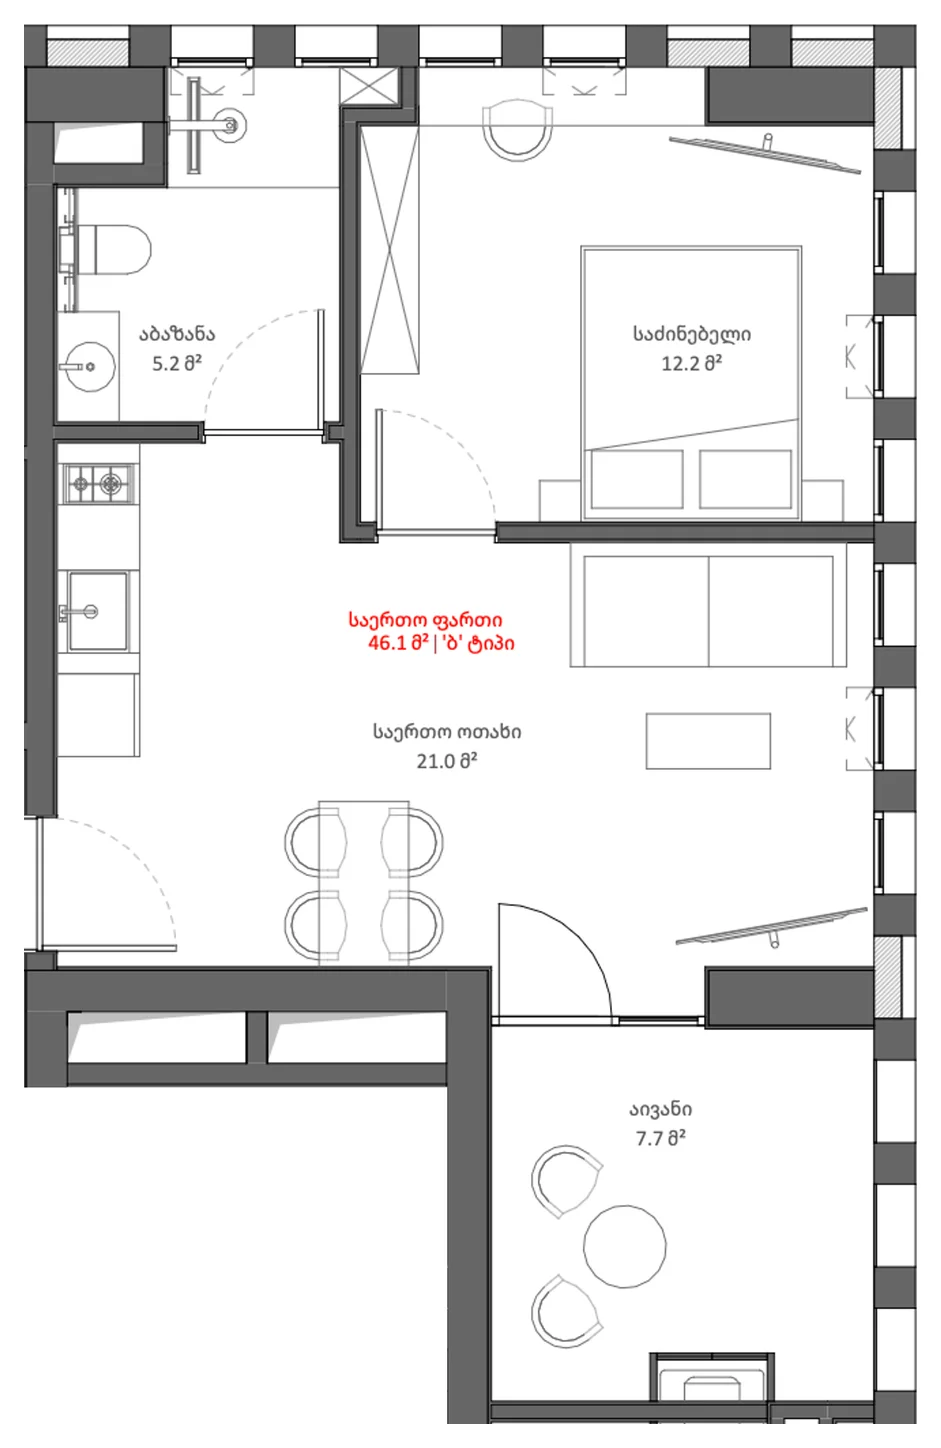 აბაზანა
5.2 მ²
საძინებელი
12.2 მ²
საერთო ფართი
46.1 მ² | 'ბ' ტიპი
საერთო ოთახი
21.0 მ²
აივანი
7.7 მ²